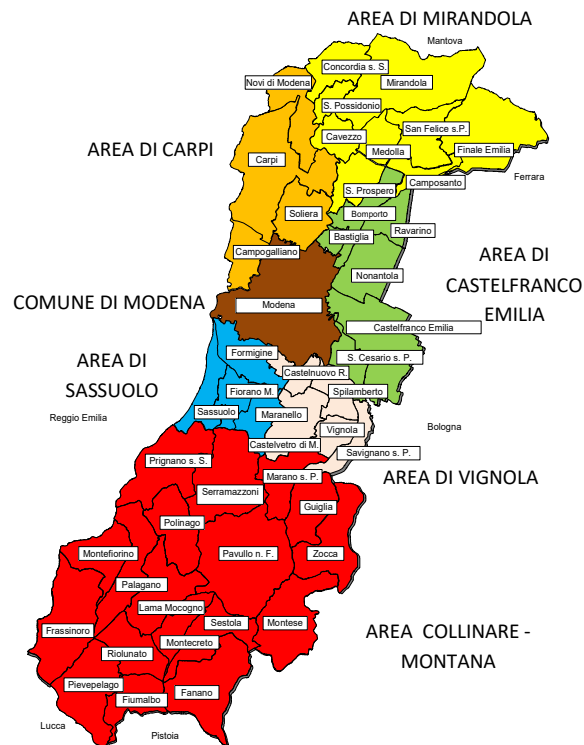 AREA DI MIRANDOLA
Mantova
Concordia s. S.
Novi di Modena
Mirandola
S. Possidonio
San Felice s.P.
Cavezzo
AREA DI CARPI
Medolla
Finale Emilia
Carpi
Ferrara
Camposanto
S. Prospero
Soliera
Bomporto
Ravarino
Bastiglia
Campogalliano
AREA DI
CASTELFRANCO
EMILIA
Nonantola
COMUNE DI MODENA
Modena
Castelfranco Emilia
Formigine
S. Cesario s. P.
AREA DI
SASSUOLO
Castelnuovo R.
Fiorano M.
Spilamberto
Reggio Emilia
Sassuolo
Maranello
Vignola
Bologna
Castelvetro di M.
Savignano s. P.
Prignano s. S.
Marano s. P.
AREA DI VIGNOLA
Serramazzoni
Guiglia
Polinago
Montefiorino
Pavullo n. F.
Zocca
Palagano
Lama Mocogno
Sestola
Montese
Frassinoro
Montecreto
AREA COLLINARE -
MONTANA
Riolunato
Pievepelago
Fanano
Fiumalbo
Lucca
Pistoia